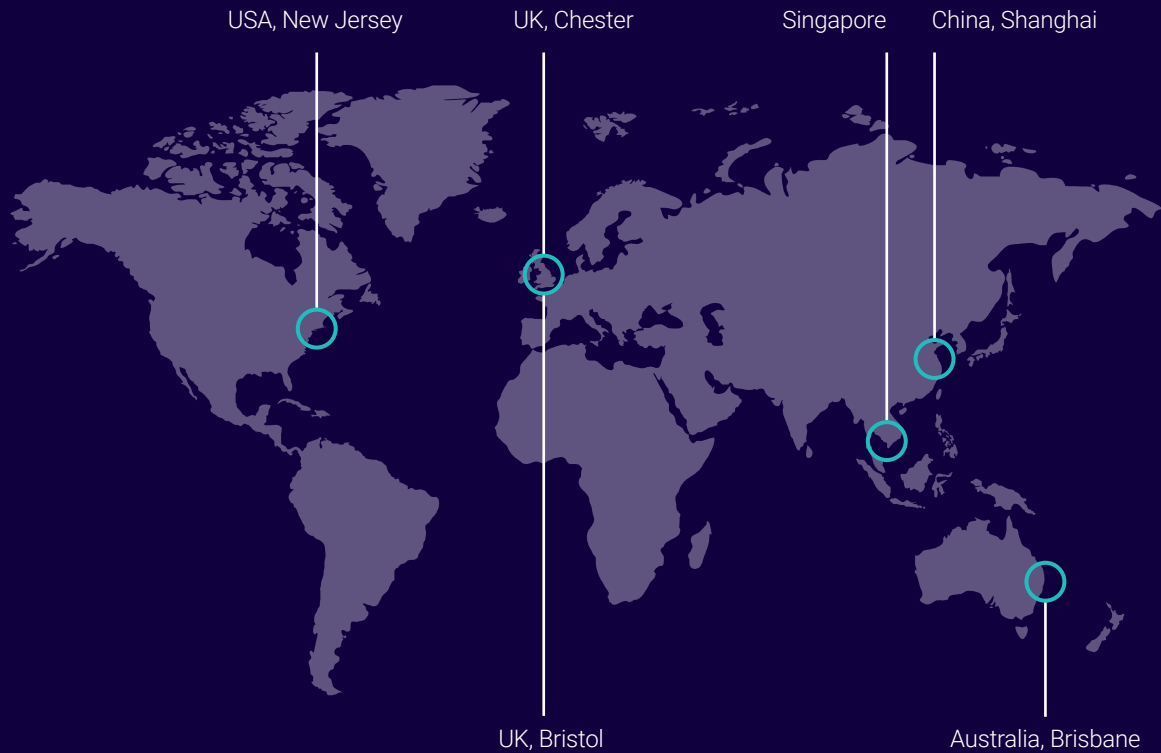 USA, New Jersey
UK, Chester
Singapore
China, Shanghai
UK, Bristol
Australia, Brisbane